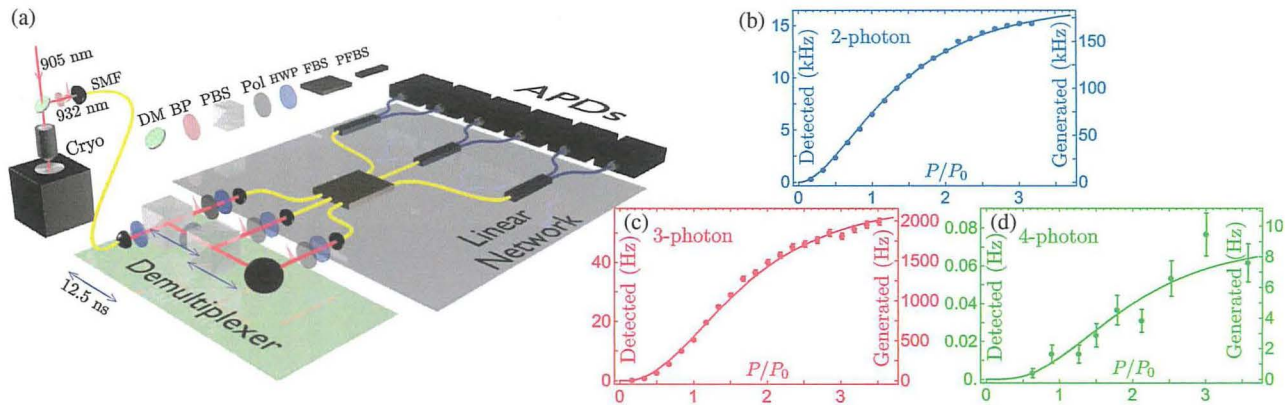 (a)
905 nm
SMF
932 nm
Cryo
DM
BP
PBS
Pol
HWP
FBS
PFBS
APDs
Linear
Network
Demultiplexer
12.5 ns
(b)
2-photon
Detected (kHz)
Generated (kHz)
15
10
5
0
150
100
50
0
0
1
2
3
P/P0
(c)
3-photon
Detected (Hz)
Generated (Hz)
40
20
0
2000
1500
1000
500
0
0
1
2
3
P/P0
(d)
4-photon
Detected (Hz)
Generated (Hz)
0.08
0.06
0.04
0.02
0.00
10
8
6
4
2
0
0
1
2
3
P/P0